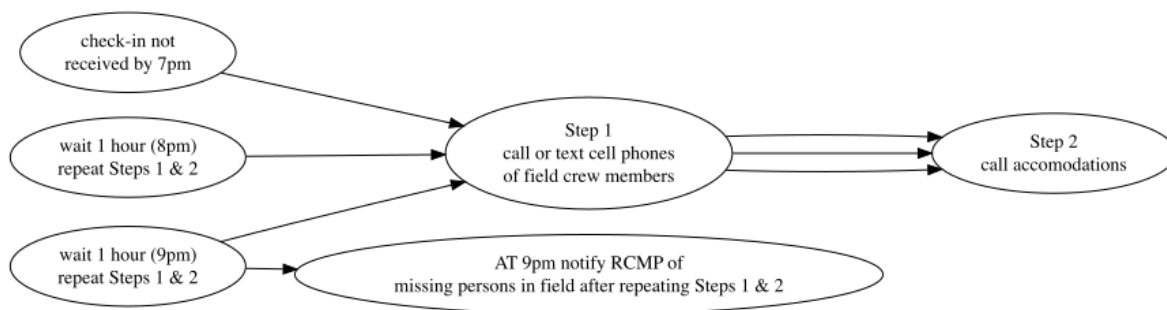 check-in not
received by 7pm
wait 1 hour (8pm)
repeat Steps 1 & 2
wait 1 hour (9pm)
repeat Steps 1 & 2
Step 1
call or text cell phones
of field crew members
AT 9pm notify RCMP of
missing persons in field after repeating Steps 1 & 2
Step 2
call accomodations